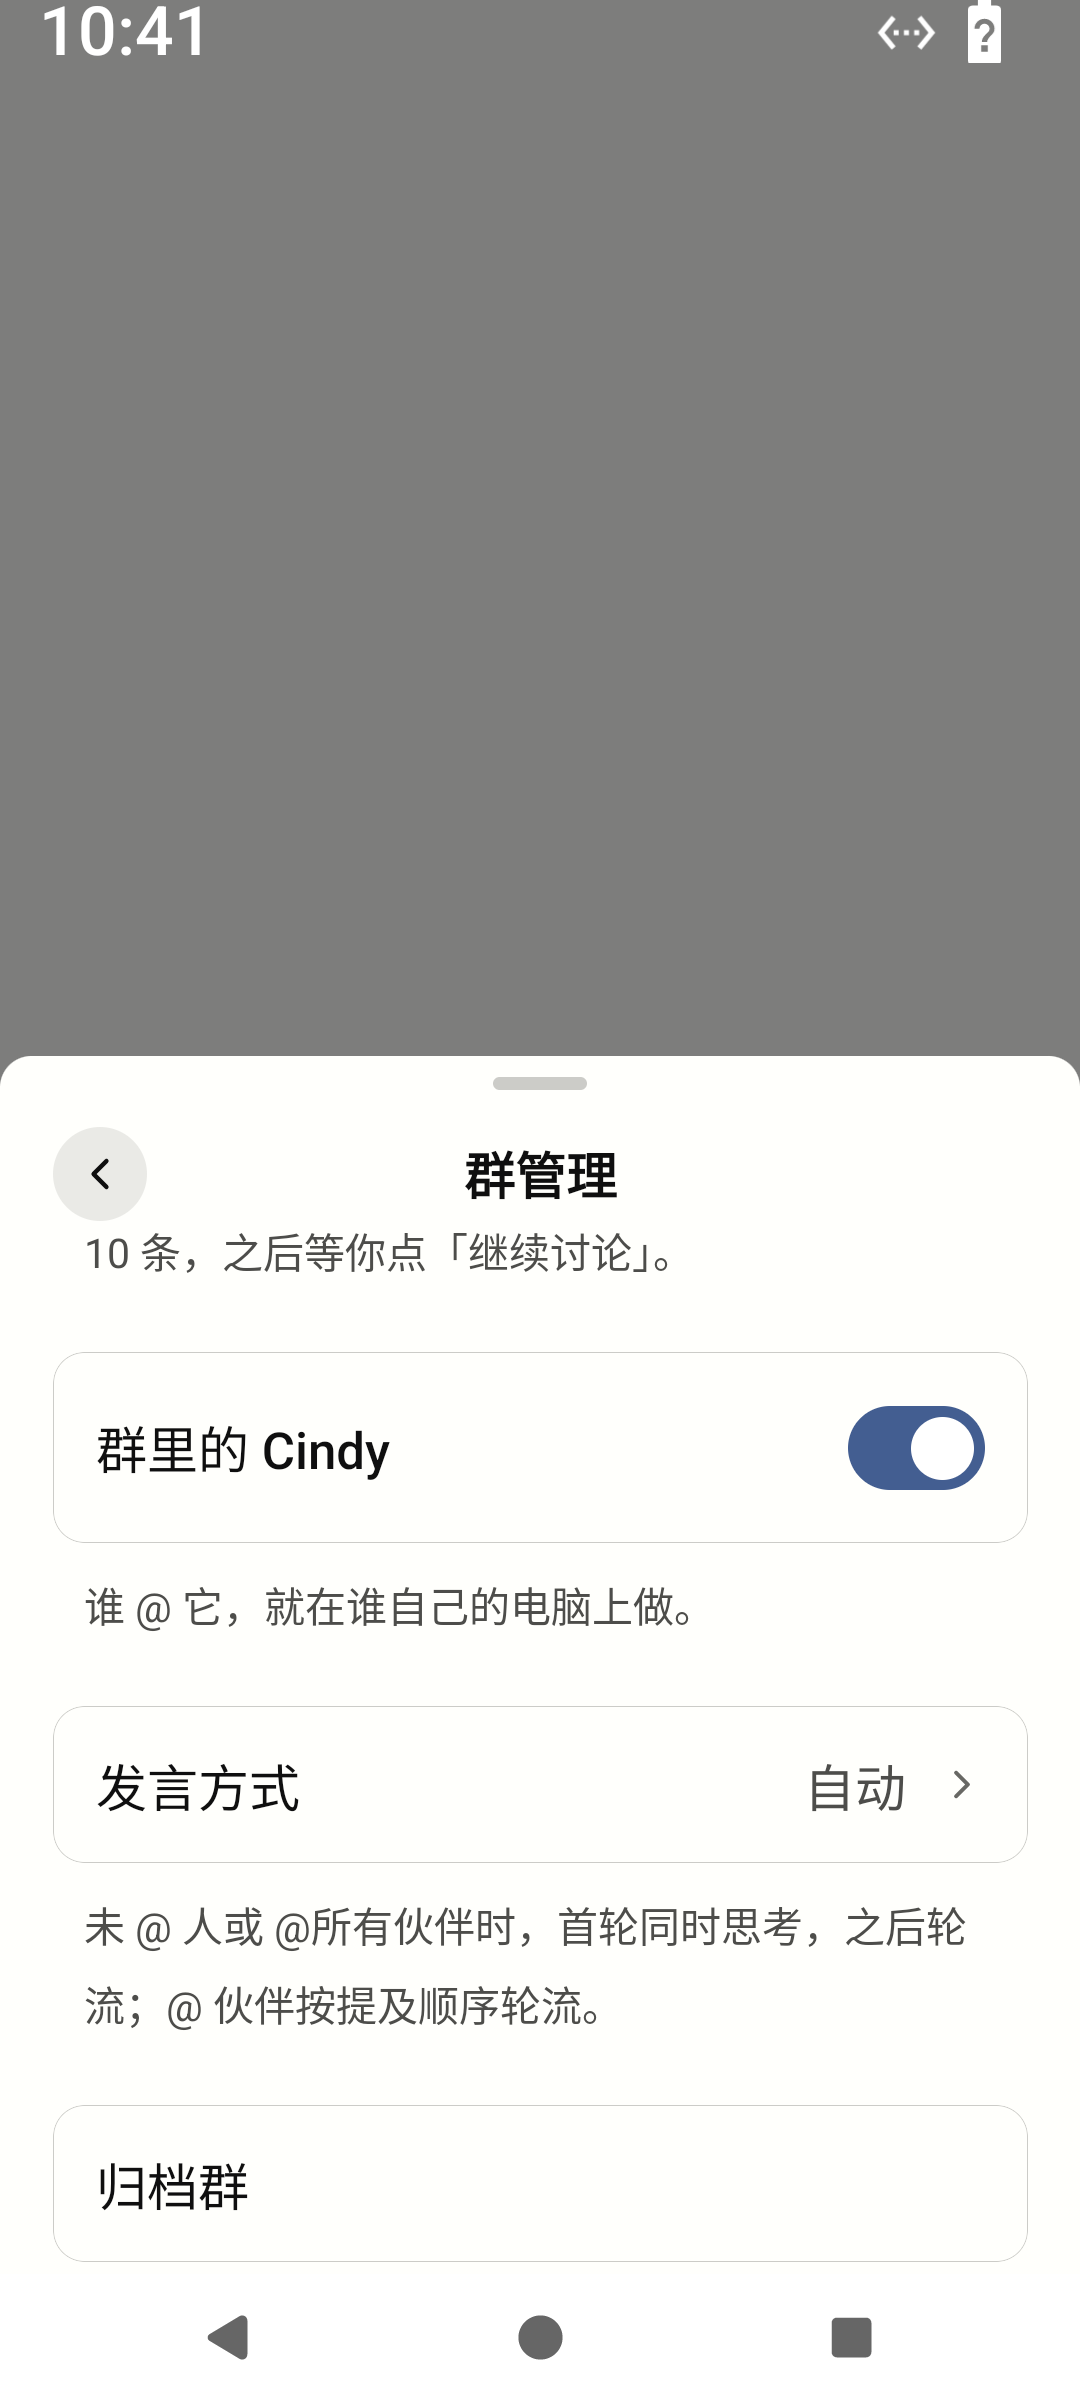 10:41
群管理
10 条，之后等你点「继续讨论」。
群里的 Cindy
谁 @ 它，就在谁自己的电脑上做。
发言方式
自动
未 @ 人或 @所有伙伴时，首轮同时思考，之后轮
流；@ 伙伴按提及顺序轮流。
归档群